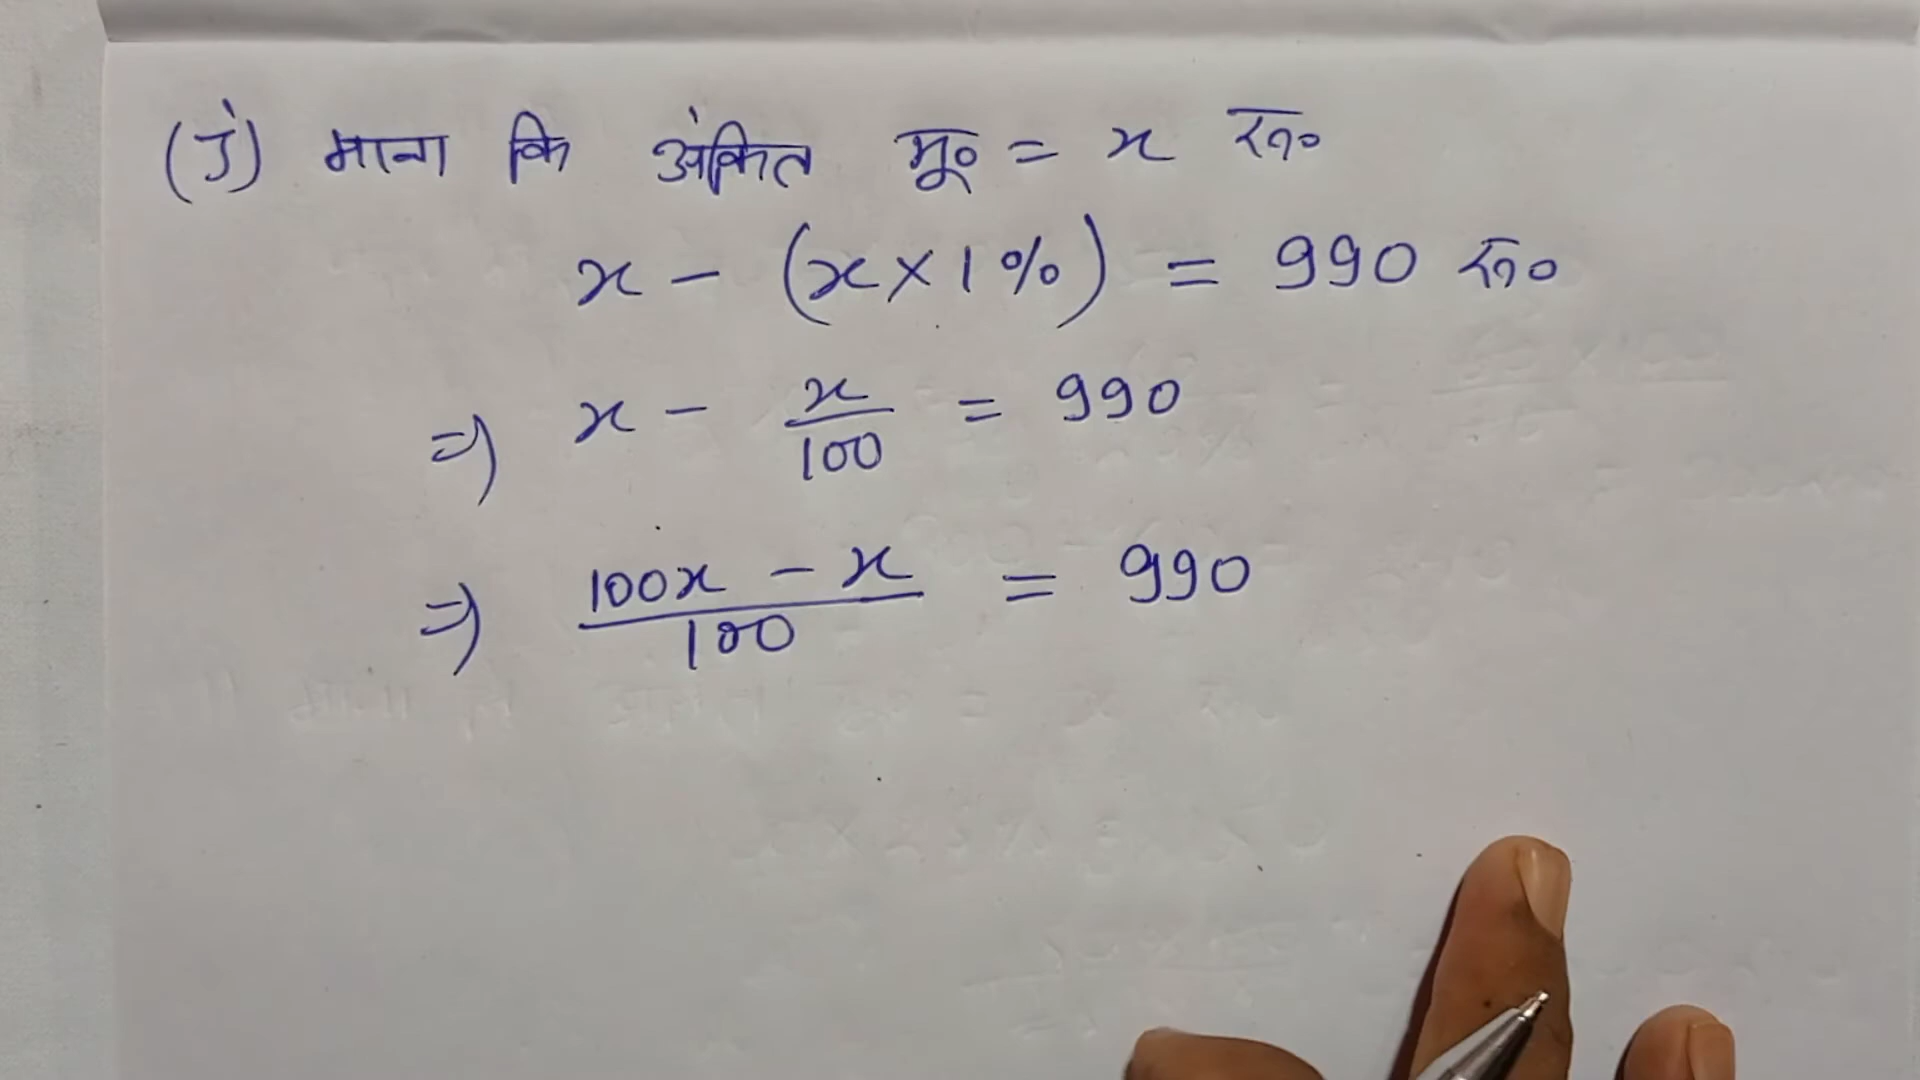 (j) माना कि अंकित मू० = x रू०
x - (x × 1%) = 990 रू०
⇒) x - x/100 = 990
⇒) (100x - x)/100 = 990